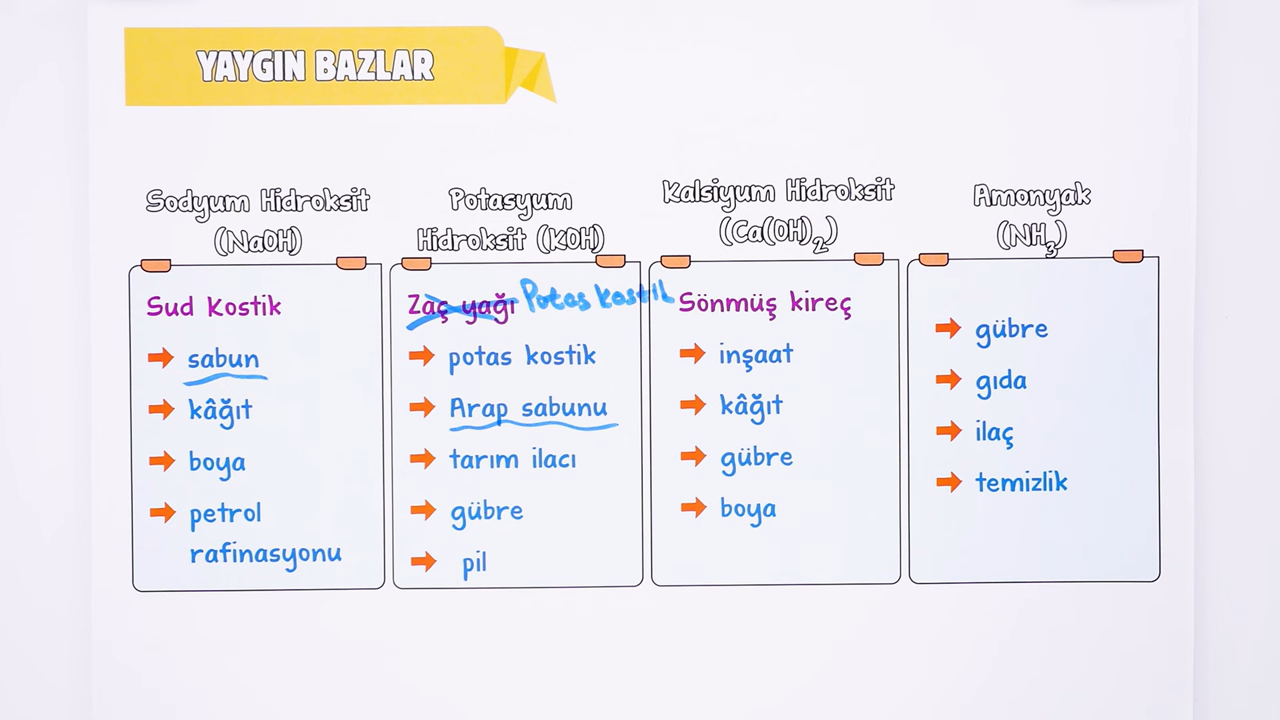 YAYGIN BAZLAR
Sodyum Hidroksit
(NaOH)
Sud Kostik
sabun
kâğıt
boya
petrol
rafinasyonu
Potasyum
Hidroksit (KOH)
Zaç yağı Potas kostik
potas kostik
Arap sabunu
tarım ilacı
gübre
pil
Kalsiyum Hidroksit
(Ca(OH)₂)
Sönmüş kireç
inşaat
kâğıt
gübre
boya
Amonyak
(NH₃)
gübre
gıda
ilaç
temizlik